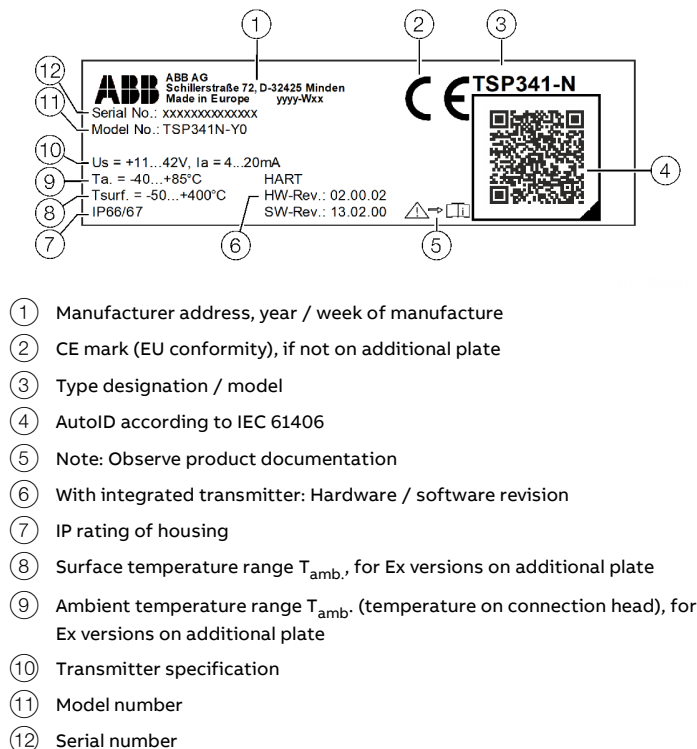 1 2 3
ABB ABB AG
Schillerstraße 72, D-32425 Minden
Made in Europe yyyy-Wxx
CE TSP341-N
12 Serial No.: xxxxxxxxxxxxxx
11 Model No.: TSP341N-Y0
10 Us = +11...42V, Ia = 4...20mA
9 Ta. = -40...+85°C HART
8 Tsurf. = -50...+400°C HW-Rev.: 02.00.02
7 IP66/67 SW-Rev.: 13.02.00
6 5 4
1 Manufacturer address, year / week of manufacture
2 CE mark (EU conformity), if not on additional plate
3 Type designation / model
4 AutoID according to IEC 61406
5 Note: Observe product documentation
6 With integrated transmitter: Hardware / software revision
7 IP rating of housing
8 Surface temperature range Tamb., for Ex versions on additional plate
9 Ambient temperature range Tamb. (temperature on connection head), for
Ex versions on additional plate
10 Transmitter specification
11 Model number
12 Serial number